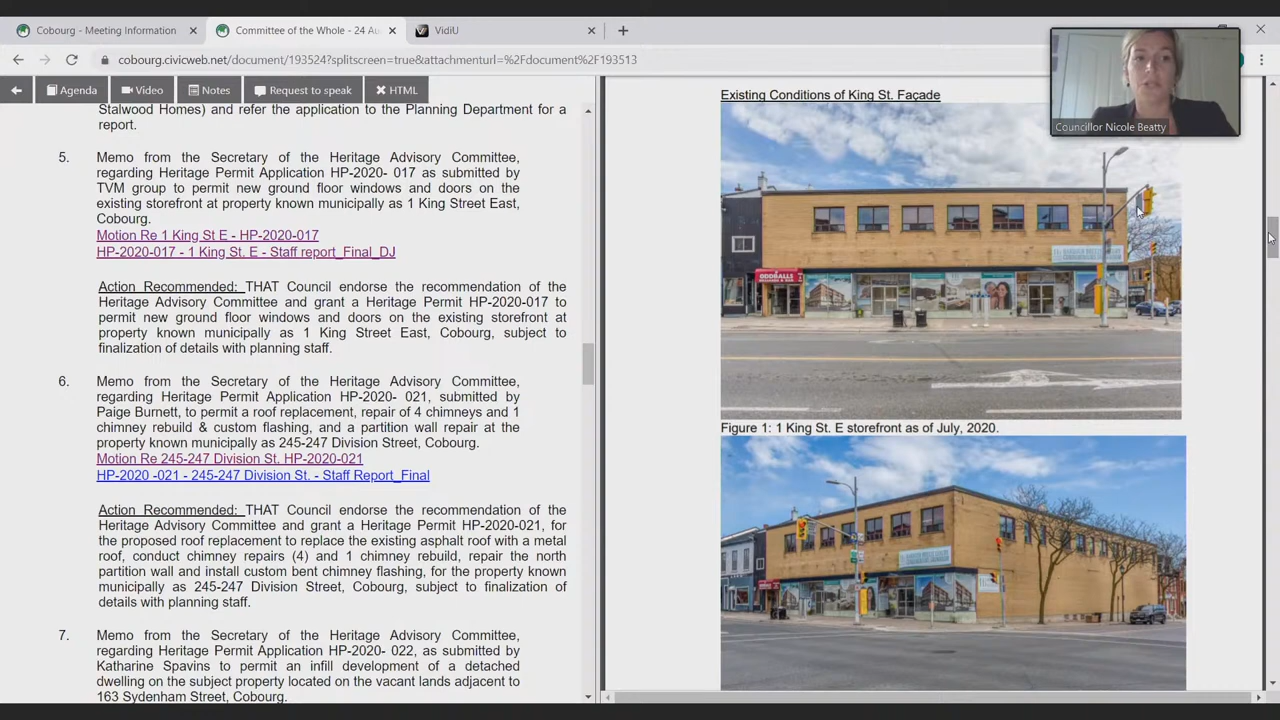 Cobourg - Meeting Information
Committee of the Whole - 24 Au
VidiU
cobourg.civicweb.net/document/193524?splitscreen=true&attachmenturl=%2Fdocument%2F193513
Agenda
Video
Notes
Request to speak
HTML
Stalwood Homes) and refer the application to the Planning Department for a
report.
5. Memo from the Secretary of the Heritage Advisory Committee,
regarding Heritage Permit Application HP-2020- 017 as submitted by
TVM group to permit new ground floor windows and doors on the
existing storefront at property known municipally as 1 King Street East,
Cobourg.
Motion Re 1 King St E - HP-2020-017
HP-2020-017 - 1 King St. E - Staff report_Final_DJ
Action Recommended: THAT Council endorse the recommendation of the
Heritage Advisory Committee and grant a Heritage Permit HP-2020-017 to
permit new ground floor windows and doors on the existing storefront at
property known municipally as 1 King Street East, Cobourg, subject to
finalization of details with planning staff.
6. Memo from the Secretary of the Heritage Advisory Committee,
regarding Heritage Permit Application HP-2020- 021, submitted by
Paige Burnett, to permit a roof replacement, repair of 4 chimneys and 1
chimney rebuild & custom flashing, and a partition wall repair at the
property known municipally as 245-247 Division Street, Cobourg.
Motion Re 245-247 Division St. HP-2020-021
HP-2020 -021 - 245-247 Division St. - Staff Report_Final
Action Recommended: THAT Council endorse the recommendation of the
Heritage Advisory Committee and grant a Heritage Permit HP-2020-021, for
the proposed roof replacement to replace the existing asphalt roof with a metal
roof, conduct chimney repairs (4) and 1 chimney rebuild, repair the north
partition wall and install custom bent chimney flashing, for the property known
municipally as 245-247 Division Street, Cobourg, subject to finalization of
details with planning staff.
7. Memo from the Secretary of the Heritage Advisory Committee,
regarding Heritage Permit Application HP-2020- 022, as submitted by
Katharine Spavins to permit an infill development of a detached
dwelling on the subject property located on the vacant lands adjacent to
163 Sydenham Street, Cobourg.
Existing Conditions of King St. Façade
Councillor Nicole Beatty
ODDBALLS
Figure 1: 1 King St. E storefront as of July, 2020.